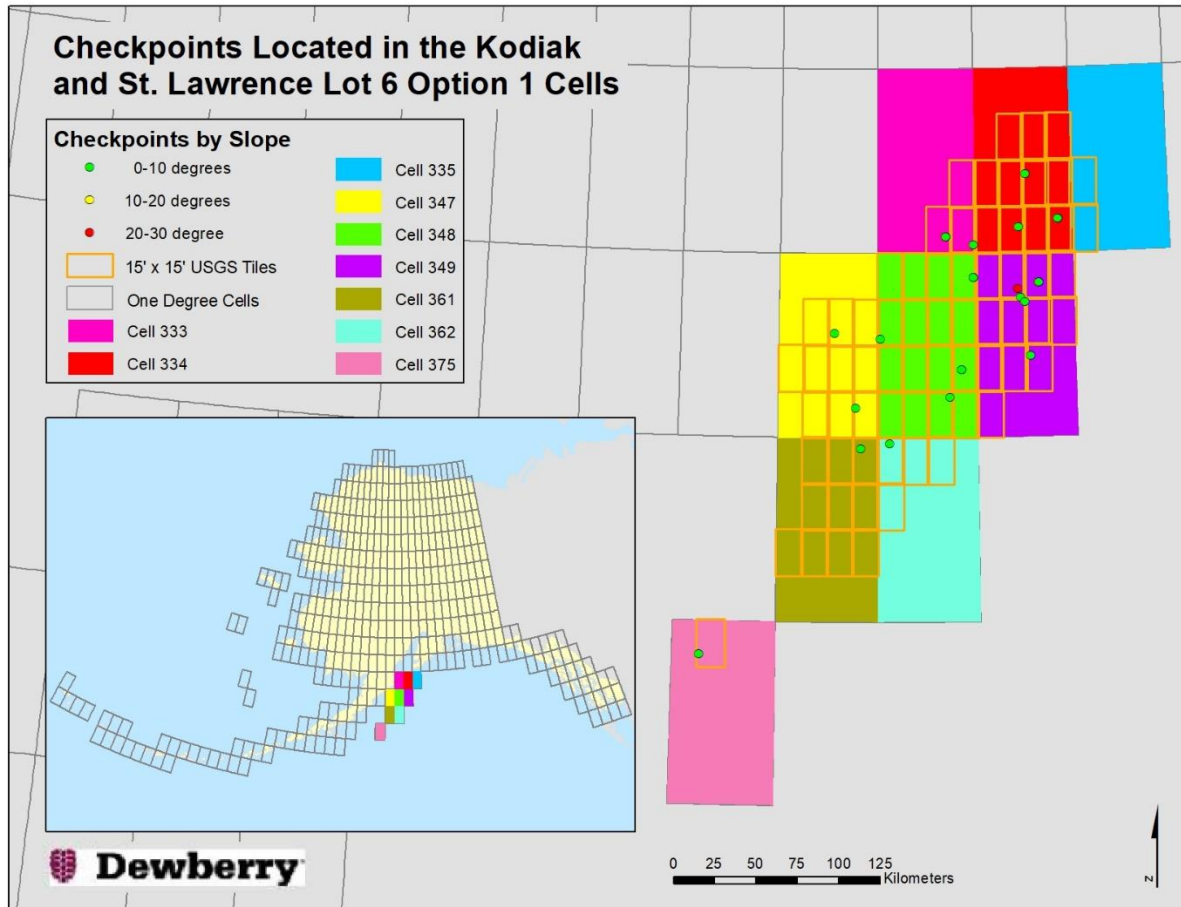 Checkpoints Located in the Kodiak
and St. Lawrence Lot 6 Option 1 Cells
Checkpoints by Slope
0-10 degrees
10-20 degrees
20-30 degree
15' x 15' USGS Tiles
One Degree Cells
Cell 333
Cell 334
Cell 335
Cell 347
Cell 348
Cell 349
Cell 361
Cell 362
Cell 375
Dewberry
0 25 50 75 100 125
Kilometers
N